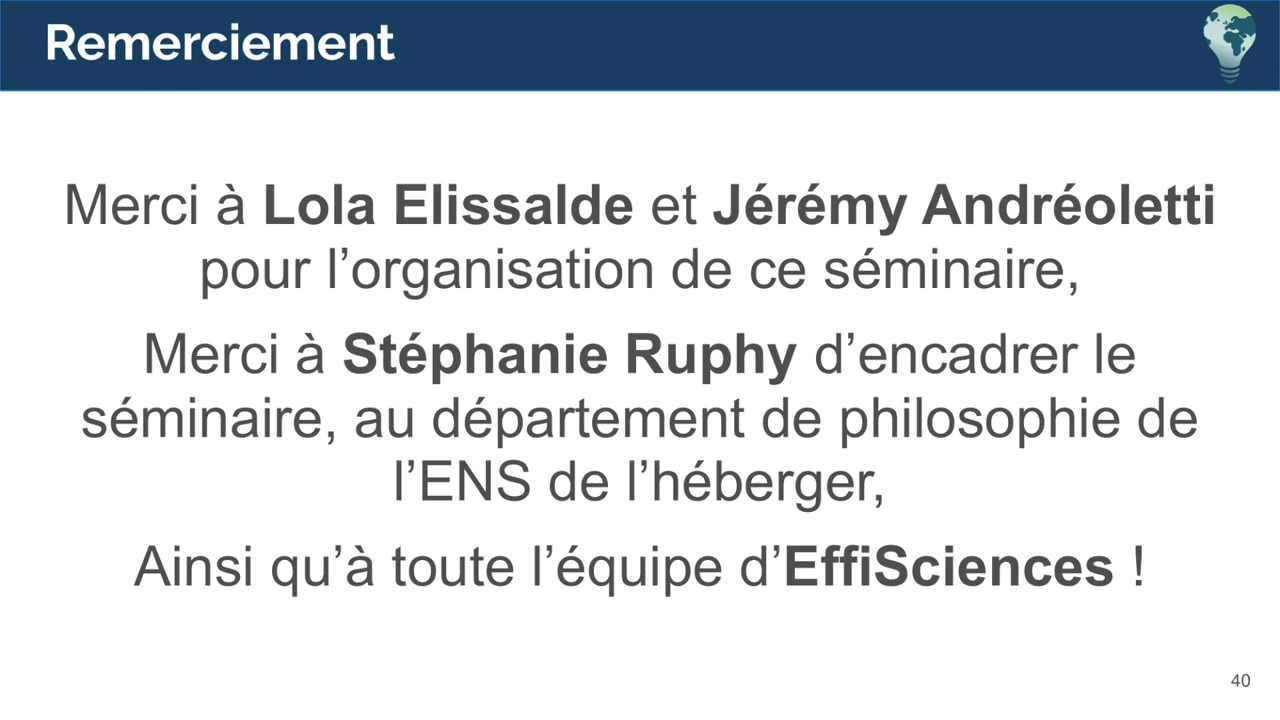 Remerciement
Merci à Lola Elissalde et Jérémy Andréoletti
pour l’organisation de ce séminaire,
Merci à Stéphanie Ruphy d’encadrer le
séminaire, au département de philosophie de
l’ENS de l’héberger,
Ainsi qu’à toute l’équipe d’EffiSciences !
40